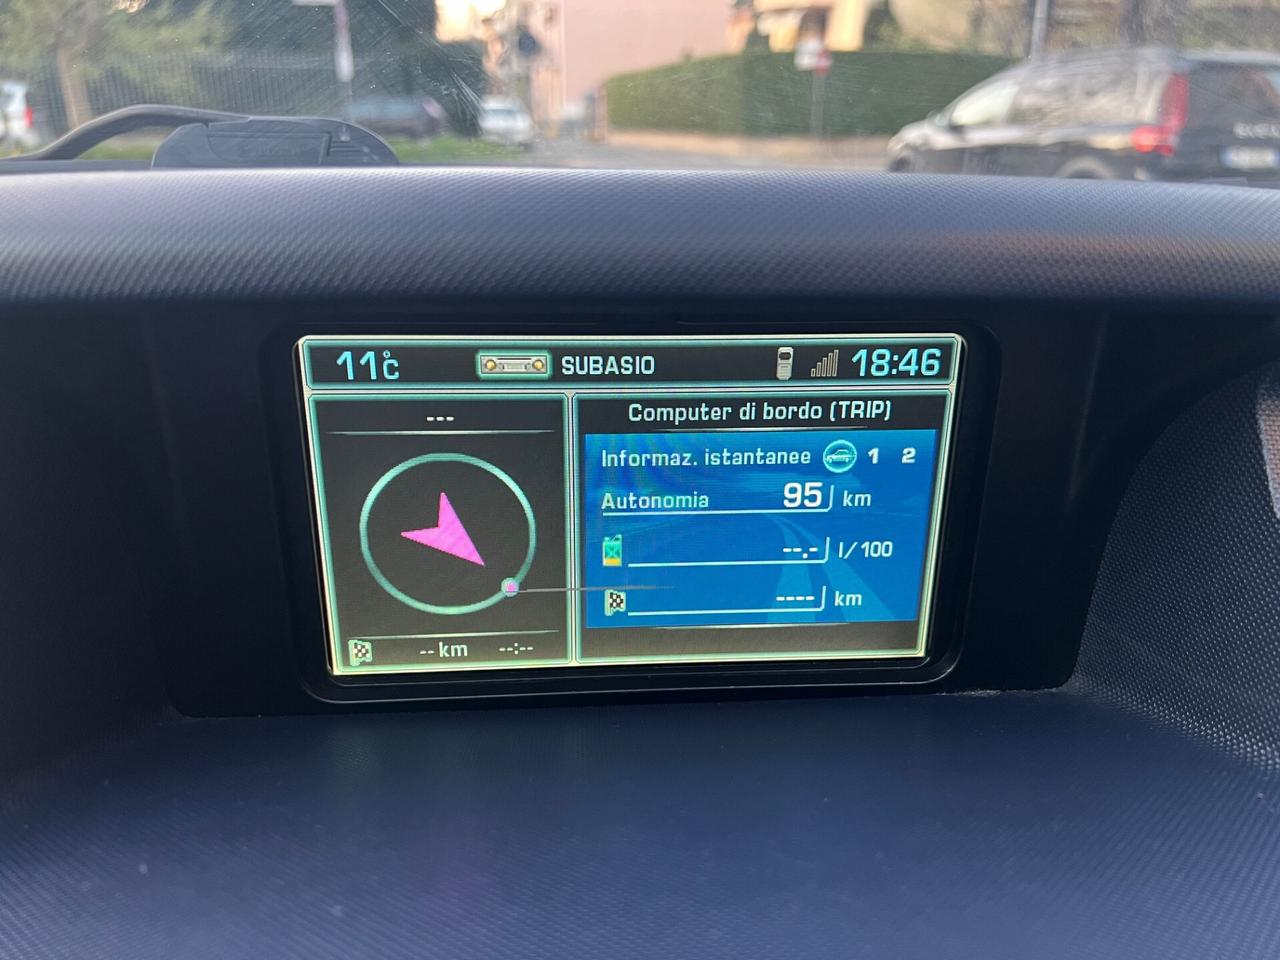 11°C SUBASIO 18:46
---
Computer di bordo (TRIP)
Informaz. istantanee 1 2
Autonomia 95 km
--.- l/100
---- km
-- km --:--